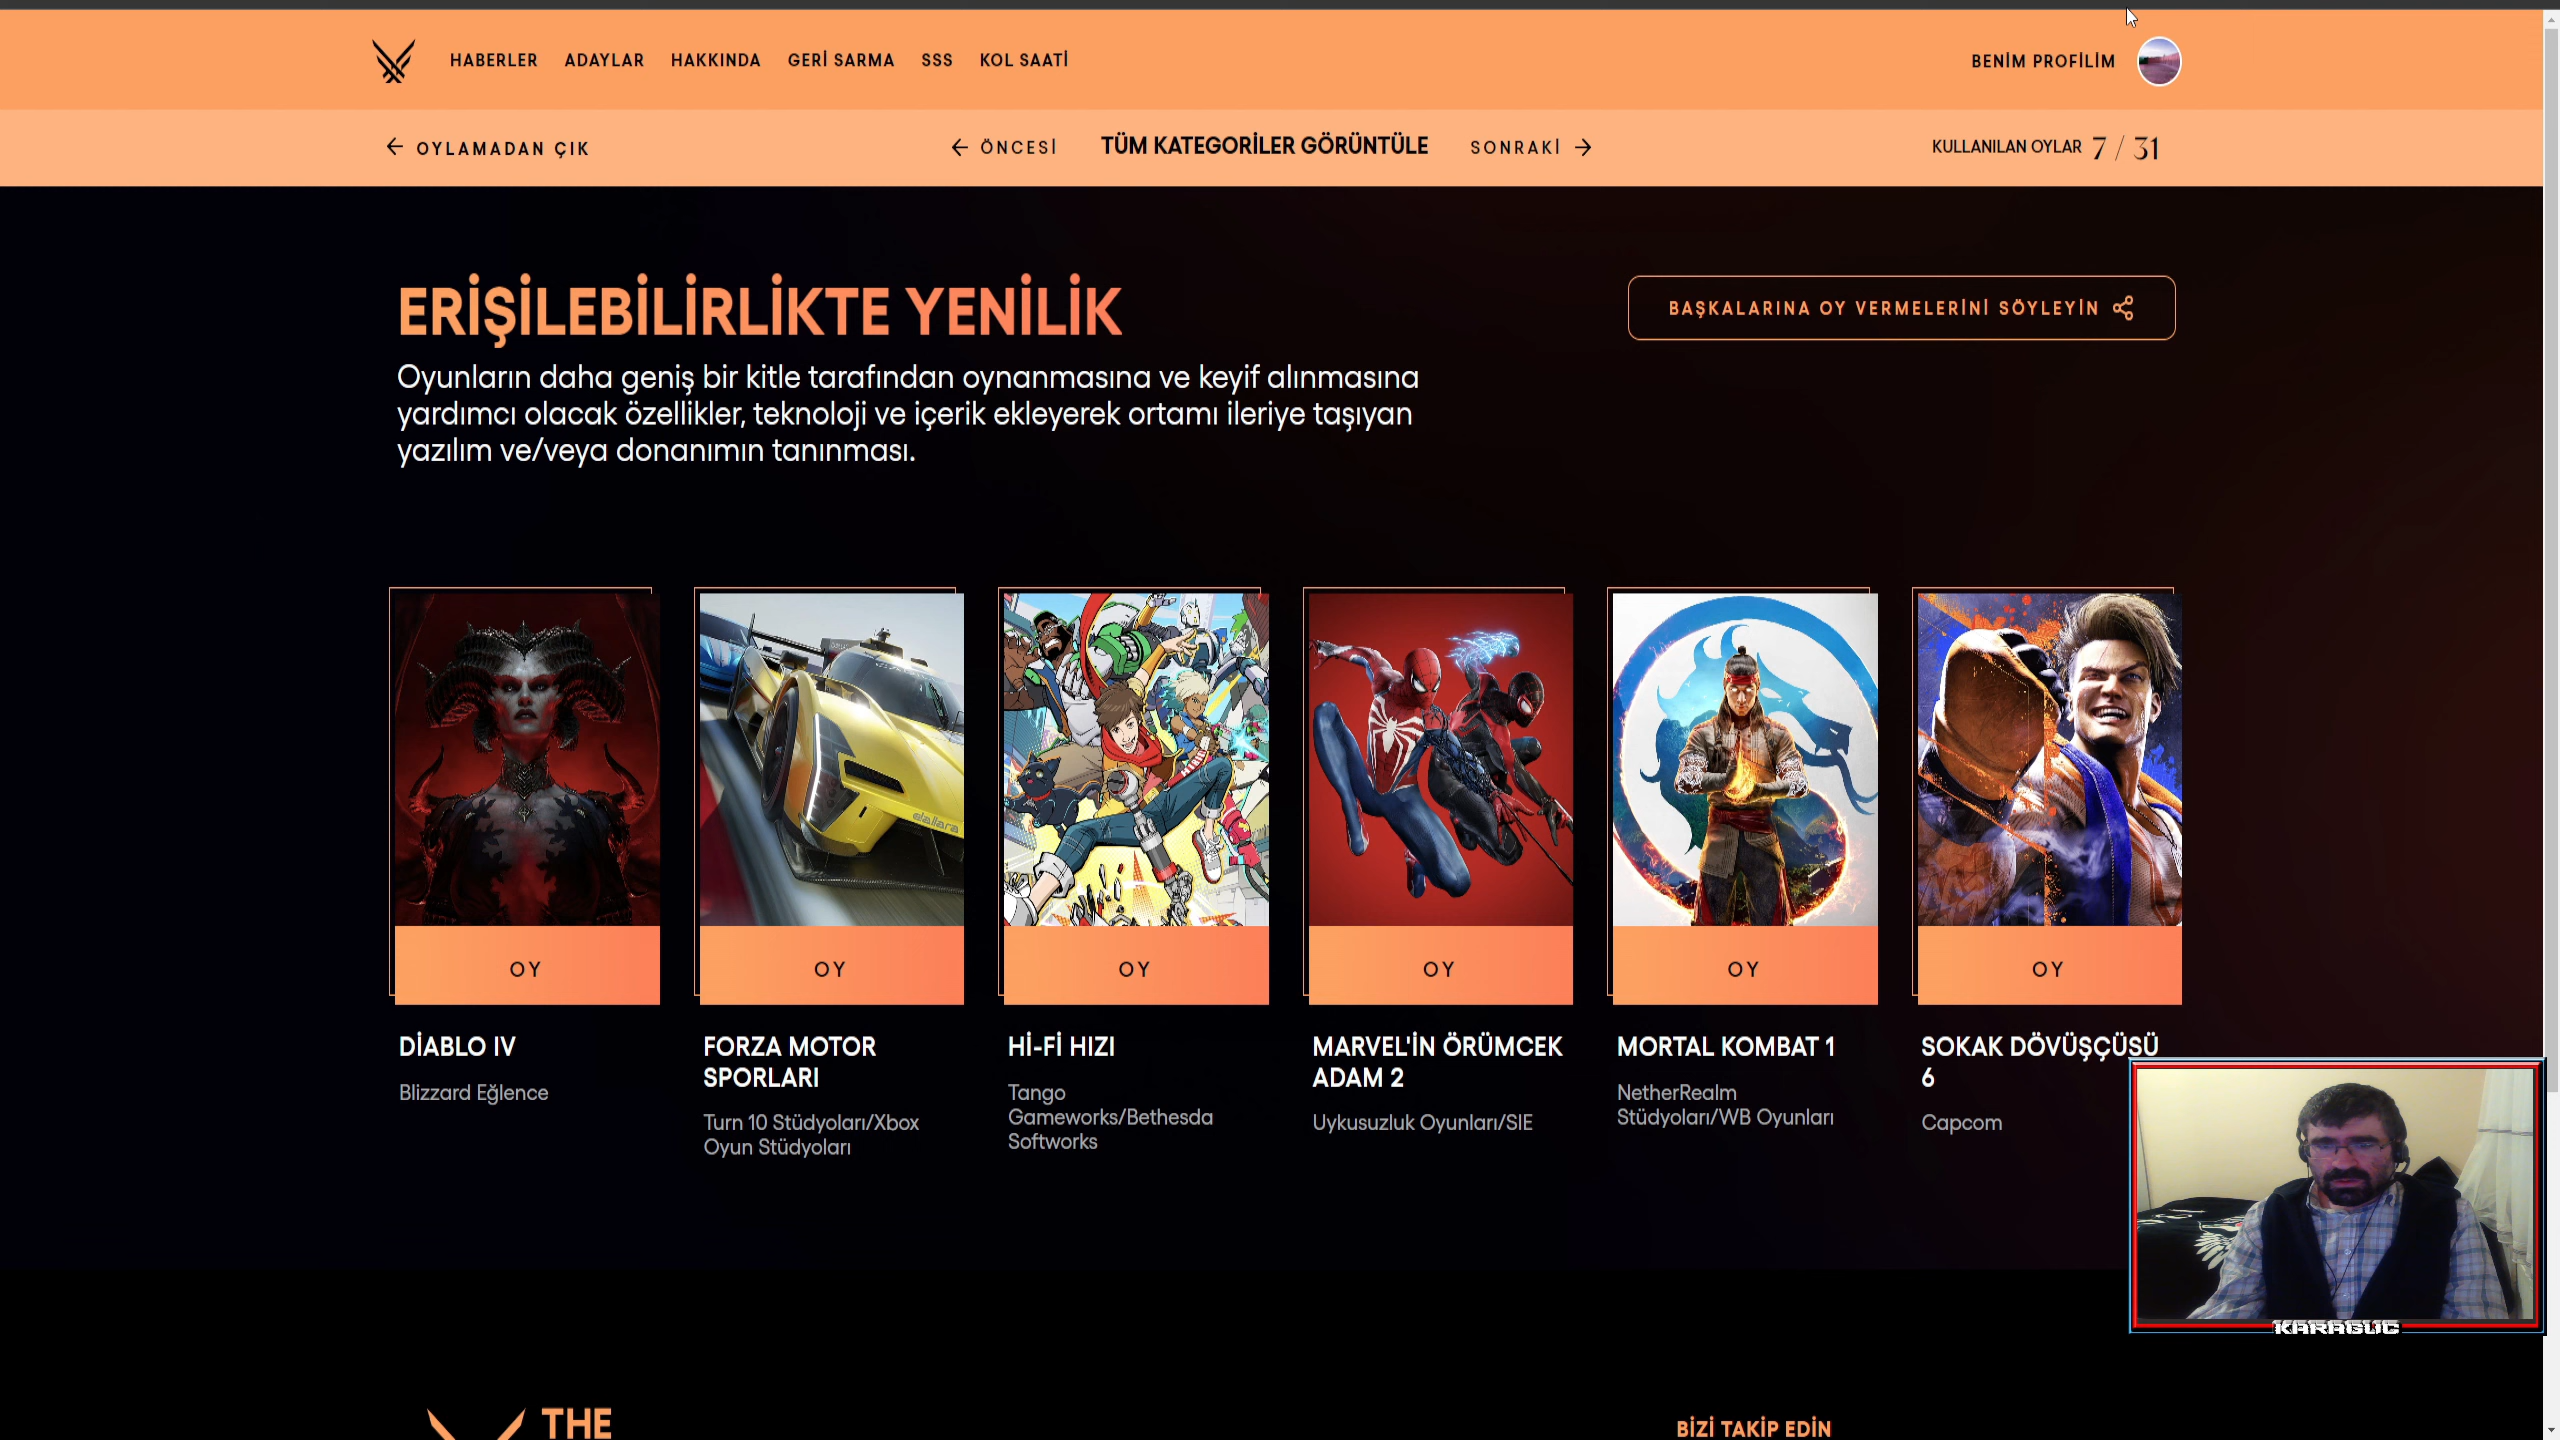 HABERLER ADAYLAR HAKKINDA GERİ SARMA SSS KOL SAATİ
BENİM PROFİLİM
OYLAMADAN ÇIK
ÖNCESİ TÜM KATEGORİLER GÖRÜNTÜLE SONRAKİ
KULLANILAN OYLAR 7 / 31
ERİŞİLEBİLİRLİKTE YENİLİK
BAŞKALARINA OY VERMELERİNİ SÖYLEYİN
Oyunların daha geniş bir kitle tarafından oynanmasına ve keyif alınmasına
yardımcı olacak özellikler, teknoloji ve içerik ekleyerek ortamı ileriye taşıyan
yazılım ve/veya donanımın tanınması.
dallara
OY
DİABLO IV
Blizzard Eğlence
OY
FORZA MOTOR
SPORLARI
Turn 10 Stüdyoları/Xbox
Oyun Stüdyoları
OY
Hİ-Fİ HIZI
Tango
Gameworks/Bethesda
Softworks
OY
MARVEL'İN ÖRÜMCEK
ADAM 2
Uykusuzluk Oyunları/SIE
OY
MORTAL KOMBAT 1
NetherRealm
Stüdyoları/WB Oyunları
OY
SOKAK DÖVÜŞÇÜSÜ
6
Capcom
KARAGUC
THE
BİZİ TAKİP EDİN